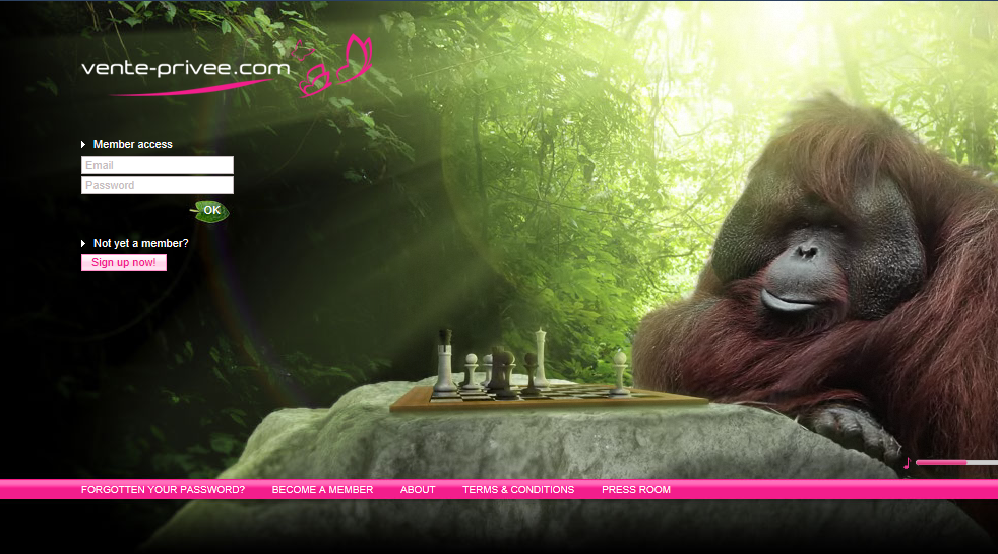 vente-privee.com
Member access
Email
Password
OK
Not yet a member?
Sign up now!
FORGOTTEN YOUR PASSWORD? BECOME A MEMBER ABOUT TERMS & CONDITIONS PRESS ROOM